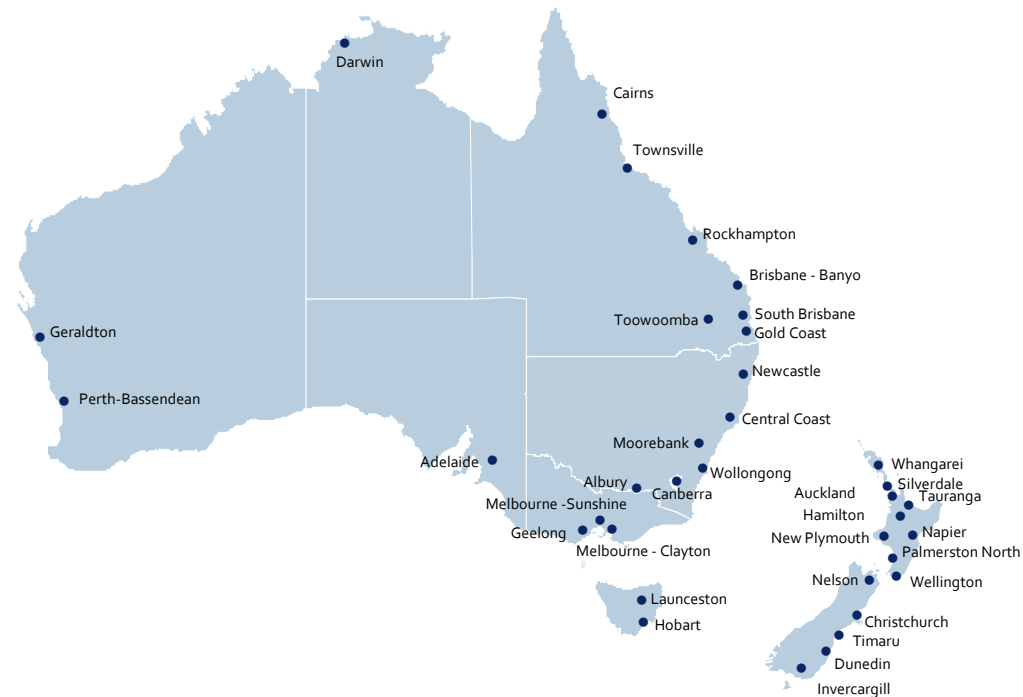 Darwin
Cairns
Townsville
Rockhampton
Brisbane - Banyo
South Brisbane
Toowoomba
Gold Coast
Geraldton
Newcastle
Perth-Bassendean
Central Coast
Moorebank
Adelaide
Wollongong
Albury
Canberra
Melbourne -Sunshine
Geelong
Melbourne - Clayton
Launceston
Hobart
Whangarei
Silverdale
Auckland
Tauranga
Hamilton
Napier
New Plymouth
Palmerston North
Nelson
Wellington
Christchurch
Timaru
Dunedin
Invercargill